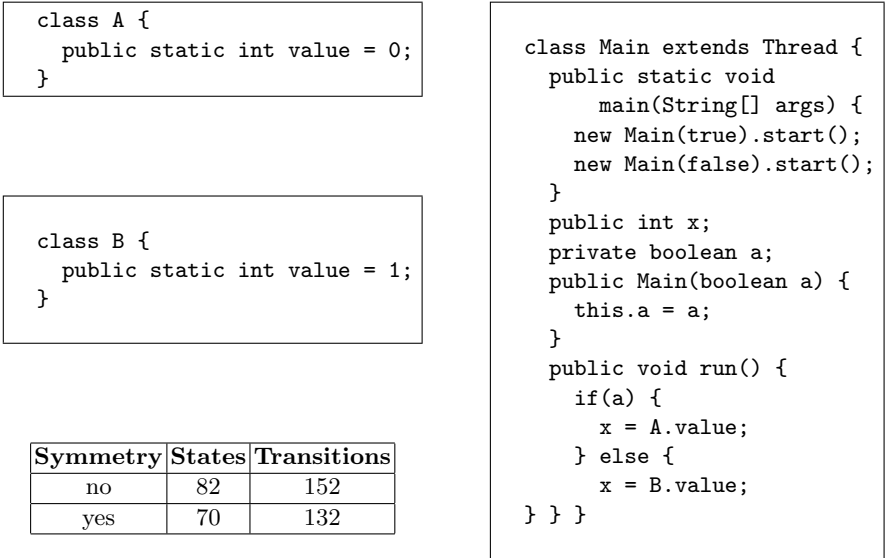 class A {
public static int value = 0;
}
class B {
public static int value = 1;
}
Symmetry States Transitions
no 82 152
yes 70 132
class Main extends Thread {
public static void
main(String[] args) {
new Main(true).start();
new Main(false).start();
}
public int x;
private boolean a;
public Main(boolean a) {
this.a = a;
}
public void run() {
if(a) {
x = A.value;
} else {
x = B.value;
} } }